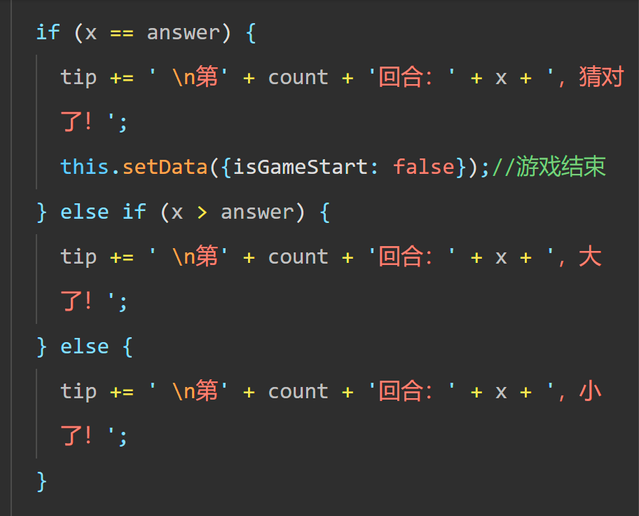 if (x == answer) {
tip += ' \n第' + count + '回合：' + x + '，猜对
了！';
this.setData({isGameStart: false});//游戏结束
} else if (x > answer) {
tip += ' \n第' + count + '回合：' + x + '，大
了！';
} else {
tip += ' \n第' + count + '回合：' + x + '，小
了！';
}